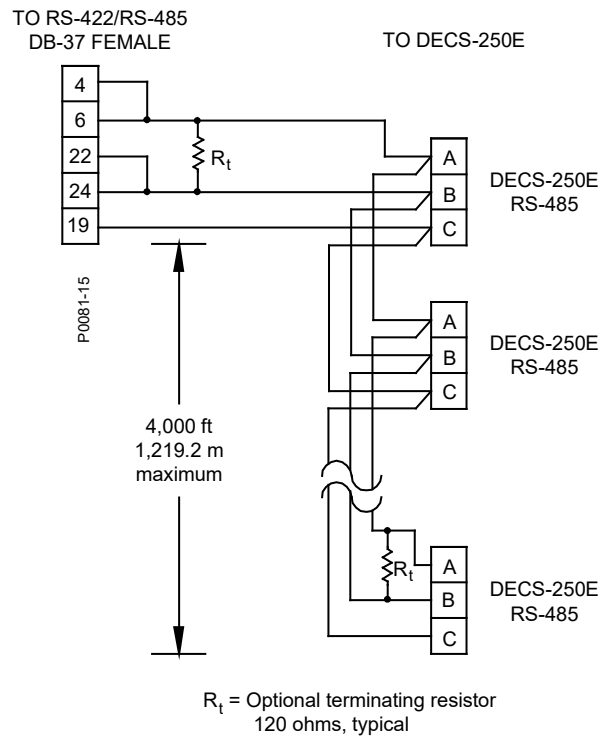 TO RS-422/RS-485
DB-37 FEMALE
TO DECS-250E
4
6
22
24
19
Rt
A
B
C
DECS-250E
RS-485
P0081-15
A
B
C
DECS-250E
RS-485
4,000 ft
1,219.2 m
maximum
Rt
A
B
C
DECS-250E
RS-485
Rt = Optional terminating resistor
120 ohms, typical